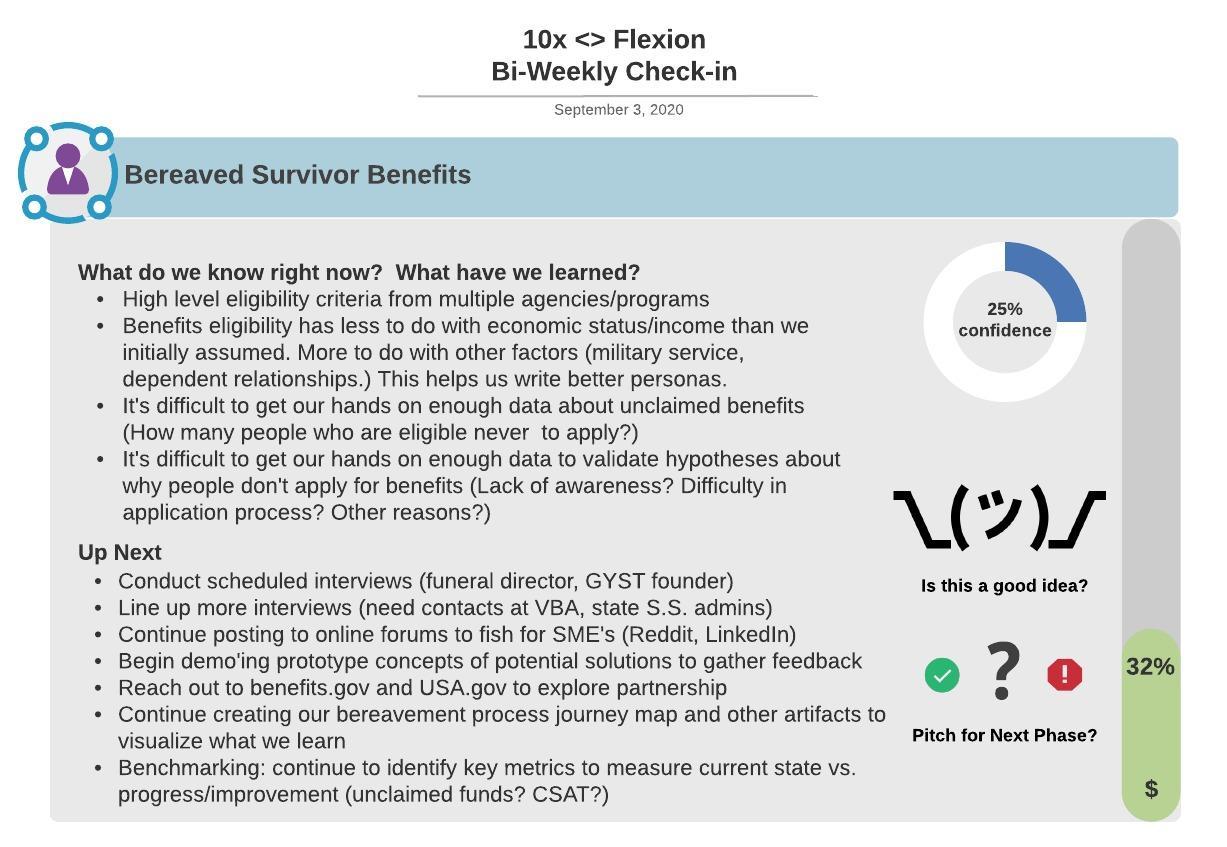 10x <> Flexion
Bi-Weekly Check-in
September 3, 2020
Bereaved Survivor Benefits
What do we know right now?  What have we learned?
• High level eligibility criteria from multiple agencies/programs
• Benefits eligibility has less to do with economic status/income than we
initially assumed. More to do with other factors (military service,
dependent relationships.) This helps us write better personas.
• It's difficult to get our hands on enough data about unclaimed benefits
(How many people who are eligible never  to apply?)
• It's difficult to get our hands on enough data to validate hypotheses about
why people don't apply for benefits (Lack of awareness? Difficulty in
application process? Other reasons?)
Up Next
• Conduct scheduled interviews (funeral director, GYST founder)
• Line up more interviews (need contacts at VBA, state S.S. admins)
• Continue posting to online forums to fish for SME's (Reddit, LinkedIn)
• Begin demo'ing prototype concepts of potential solutions to gather feedback
• Reach out to benefits.gov and USA.gov to explore partnership
• Continue creating our bereavement process journey map and other artifacts to
visualize what we learn
• Benchmarking: continue to identify key metrics to measure current state vs.
progress/improvement (unclaimed funds? CSAT?)
25%
confidence
\_(ツ)_/
Is this a good idea?
?
!
Pitch for Next Phase?
32%
$